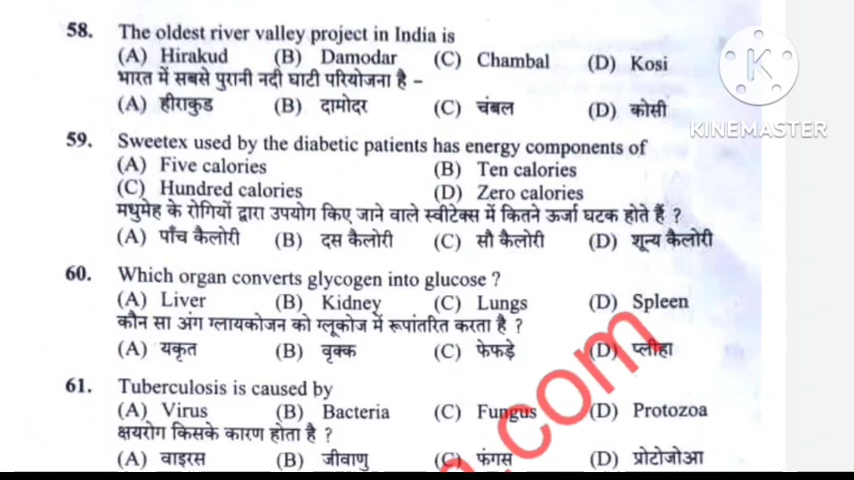 58. The oldest river valley project in India is
(A) Hirakud (B) Damodar (C) Chambal (D) Kosi
भारत में सबसे पुरानी नदी घाटी परियोजना है –
(A) हीराकुड (B) दामोदर (C) चंबल (D) कोसी
K
KINEMASTER
59. Sweetex used by the diabetic patients has energy components of
(A) Five calories (B) Ten calories
(C) Hundred calories (D) Zero calories
मधुमेह के रोगियों द्वारा उपयोग किए जाने वाले स्वीटेक्स में कितने ऊर्जा घटक होते हैं ?
(A) पाँच कैलोरी (B) दस कैलोरी (C) सौ कैलोरी (D) शून्य कैलोरी
60. Which organ converts glycogen into glucose ?
(A) Liver (B) Kidney (C) Lungs (D) Spleen
कौन सा अंग ग्लायकोजन को ग्लूकोज में रूपांतरित करता है ?
(A) यकृत (B) वृक्क (C) फेफड़े (D) प्लीहा
61. Tuberculosis is caused by
(A) Virus (B) Bacteria (C) Fungus (D) Protozoa
क्षयरोग किसके कारण होता है ?
(A) वाइरस (B) जीवाणु (C) फंगस (D) प्रोटोजोआ
.com